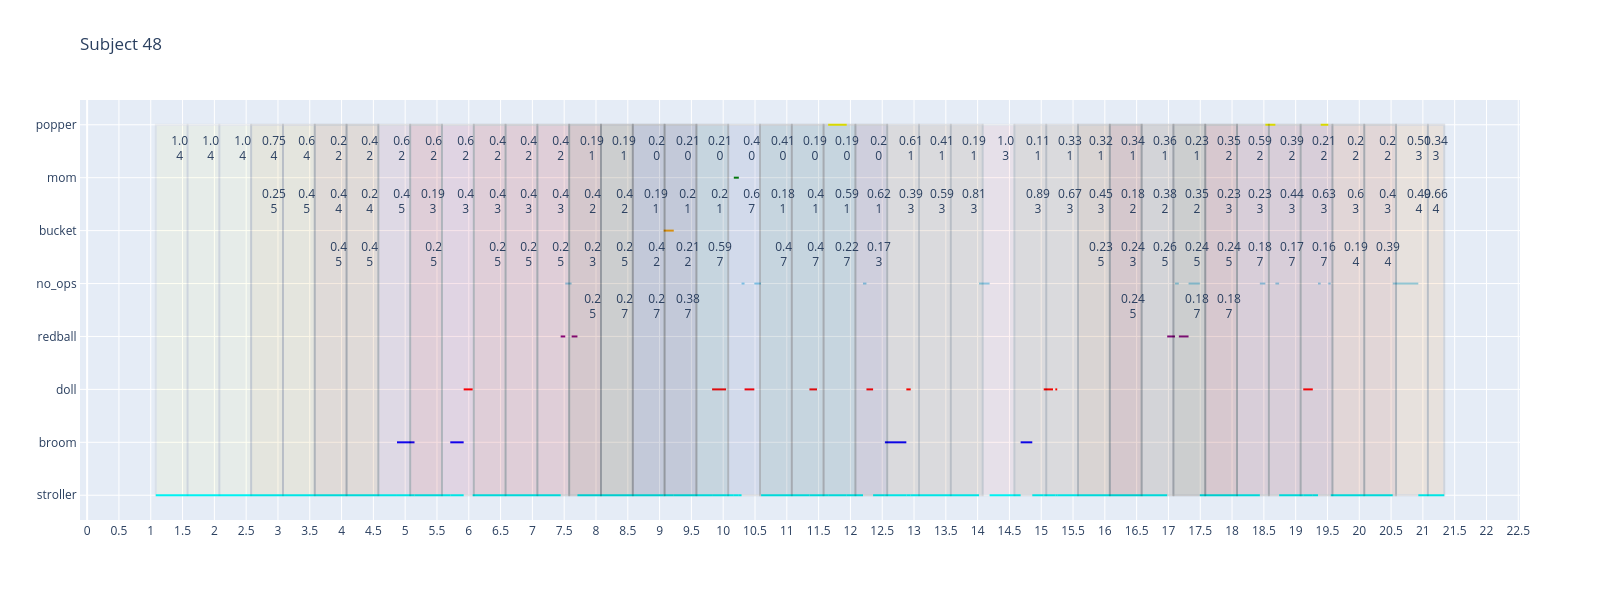 Subject 48
popper
1.0 1.0 1.0 0.75 0.6 0.2 0.4 0.6 0.6 0.6 0.4 0.4 0.4 0.19 0.19 0.2 0.21 0.21 0.4 0.41 0.19 0.19 0.2 0.61 0.41 0.19 1.0 0.11 0.33 0.32 0.34 0.36 0.23 0.35 0.59 0.39 0.21 0.2 0.2 0.50 0.34
4 4 4 4 4 2 2 2 2 2 2 2 2 1 1 0 0 0 0 0 0 0 0 1 1 1 3 1 1 1 1 1 1 2 2 2 2 2 2 3 3
mom
0.25 0.4 0.4 0.2 0.4 0.19 0.4 0.4 0.4 0.4 0.4 0.4 0.19 0.2 0.2 0.6 0.18 0.4 0.59 0.62 0.39 0.59 0.81 0.89 0.67 0.45 0.18 0.38 0.35 0.23 0.23 0.44 0.63 0.6 0.4 0.49 0.66
5 5 4 4 5 3 3 3 3 3 2 2 1 1 1 7 1 1 1 1 3 3 3 3 3 3 2 2 2 3 3 3 3 3 3 4 4
bucket
0.4 0.4 0.2 0.2 0.2 0.2 0.2 0.2 0.4 0.21 0.59 0.4 0.4 0.22 0.17 0.23 0.24 0.26 0.24 0.24 0.18 0.17 0.16 0.19 0.39
5 5 5 5 5 5 3 5 2 2 7 7 7 7 3 5 3 5 5 5 7 7 7 4 4
no_ops
0.2 0.2 0.2 0.38 0.24 0.18 0.18
5 7 7 7 5 7 7
redball
doll
broom
stroller
0 0.5 1 1.5 2 2.5 3 3.5 4 4.5 5 5.5 6 6.5 7 7.5 8 8.5 9 9.5 10 10.5 11 11.5 12 12.5 13 13.5 14 14.5 15 15.5 16 16.5 17 17.5 18 18.5 19 19.5 20 20.5 21 21.5 22 22.5